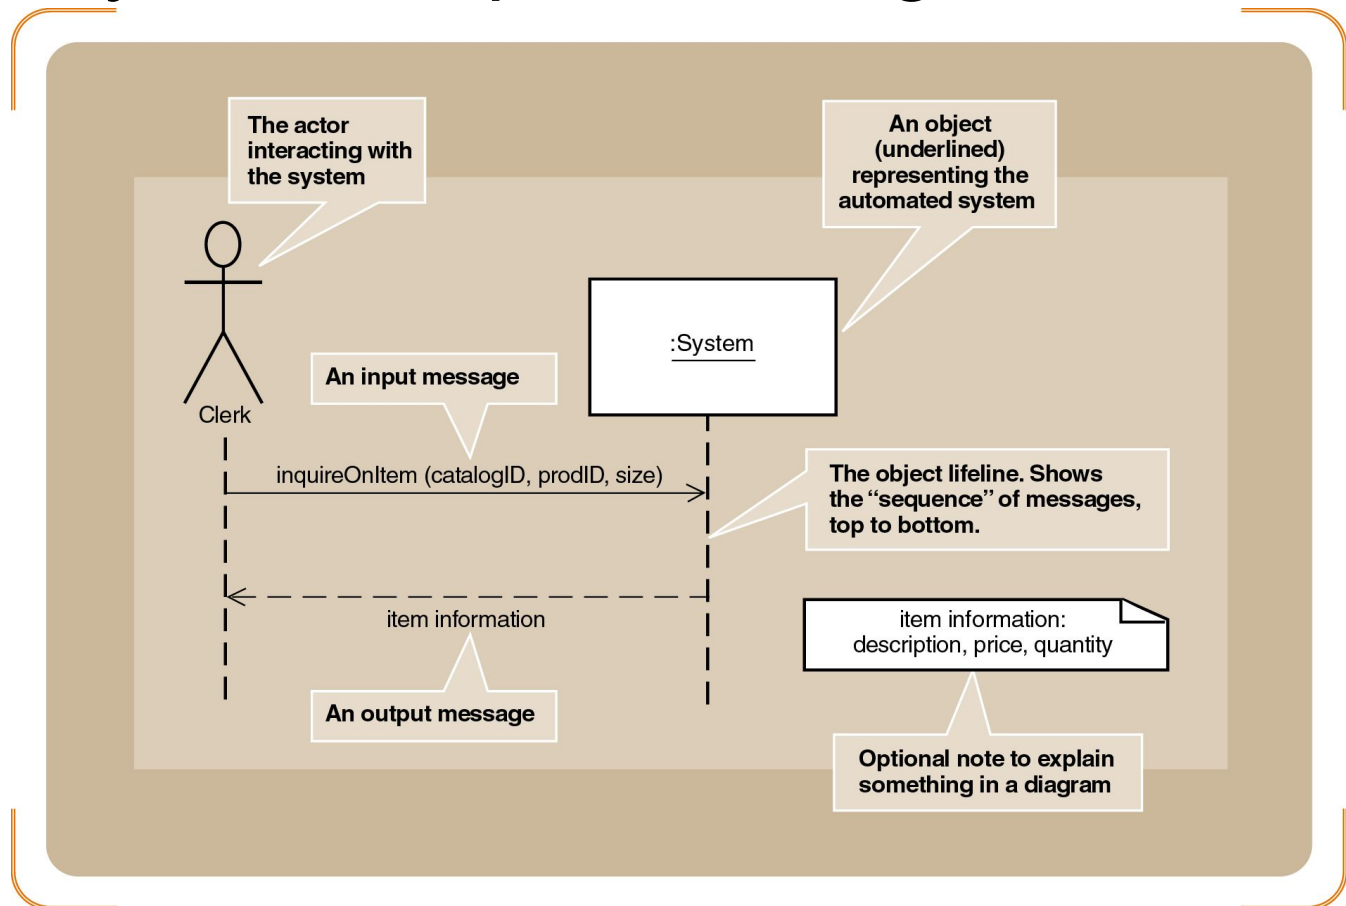 The actor
interacting with
the system
An object
(underlined)
representing the
automated system
:System
An input message
Clerk
inquireOnItem (catalogID, prodID, size)
The object lifeline. Shows
the “sequence” of messages,
top to bottom.
item information
item information:
description, price, quantity
An output message
Optional note to explain
something in a diagram